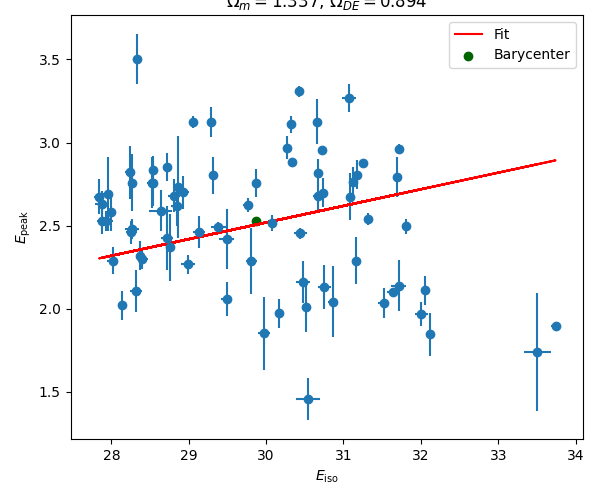 Ωm = 1.337, ΩDE = 0.894
Fit
Barycenter
3.5
3.0
2.5
2.0
1.5
Epeak
28 29 30 31 32 33 34
Eiso